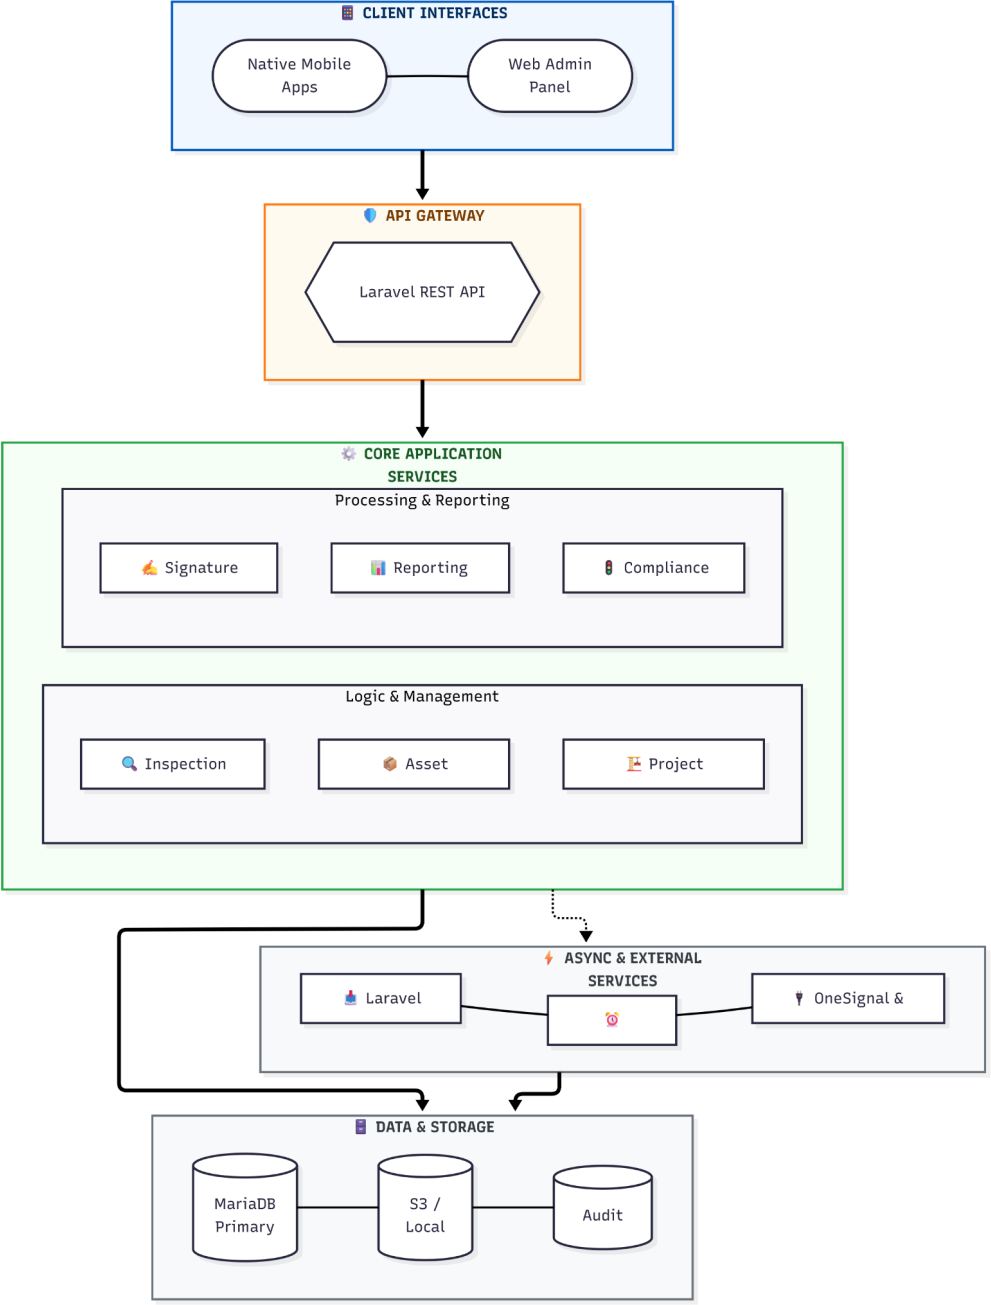 CLIENT INTERFACES
Native Mobile
Apps
Web Admin
Panel
API GATEWAY
Laravel REST API
CORE APPLICATION
SERVICES
Processing & Reporting
Signature
Reporting
Compliance
Logic & Management
Inspection
Asset
Project
ASYNC & EXTERNAL
SERVICES
Laravel
OneSignal &
DATA & STORAGE
MariaDB
Primary
S3 /
Local
Audit